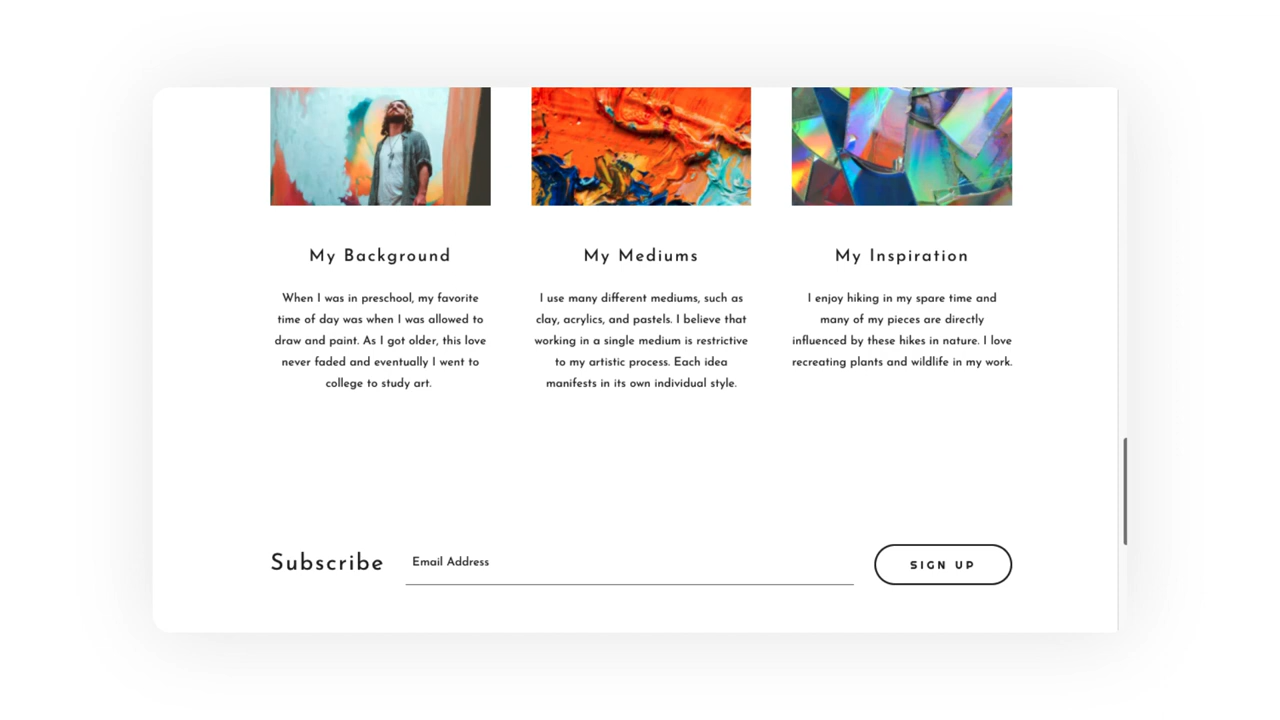 My Background
When I was in preschool, my favorite
time of day was when I was allowed to
draw and paint. As I got older, this love
never faded and eventually I went to
college to study art.
My Mediums
I use many different mediums, such as
clay, acrylics, and pastels. I believe that
working in a single medium is restrictive
to my artistic process. Each idea
manifests in its own individual style.
My Inspiration
I enjoy hiking in my spare time and
many of my pieces are directly
influenced by these hikes in nature. I love
recreating plants and wildlife in my work.
Subscribe
Email Address
SIGN UP